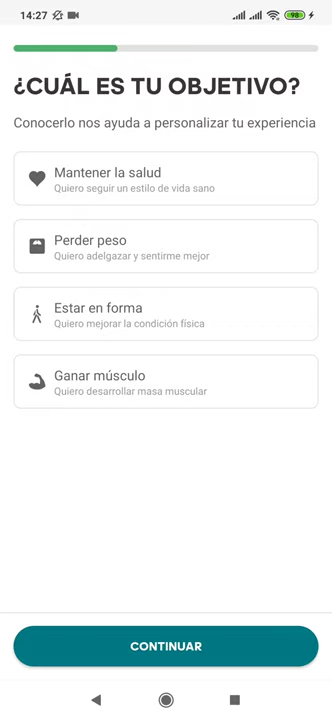 14:27
98
¿CUÁL ES TU OBJETIVO?
Conocerlo nos ayuda a personalizar tu experiencia
Mantener la salud
Quiero seguir un estilo de vida sano
Perder peso
Quiero adelgazar y sentirme mejor
Estar en forma
Quiero mejorar la condición física
Ganar músculo
Quiero desarrollar masa muscular
CONTINUAR